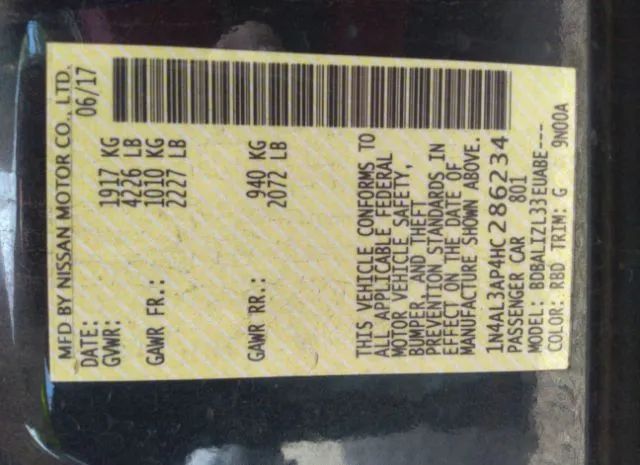 MFD BY NISSAN MOTOR CO., LTD.
DATE: 06/17
GVWR: 1917 KG
4226 LB
GAWR FR.: 1010 KG
2227 LB
GAWR RR.: 940 KG
2072 LB
THIS VEHICLE CONFORMS TO
ALL APPLICABLE FEDERAL
MOTOR VEHICLE SAFETY,
BUMPER, AND THEFT
PREVENTION STANDARDS IN
EFFECT ON THE DATE OF
MANUFACTURE SHOWN ABOVE.
1N4AL3AP4HC286234
PASSENGER CAR 801
MODEL: BDBALIZL33EUABE---
COLOR: RBD TRIM: G 9N00A